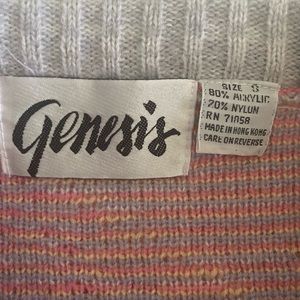 Genesis
SIZE S
80% ACRYLIC
20% NYLON
RN 71058
MADE IN HONG KONG
CARE ON REVERSE